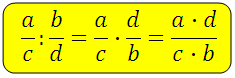 a/c : b/d = a/c · d/b = a · d/c · b